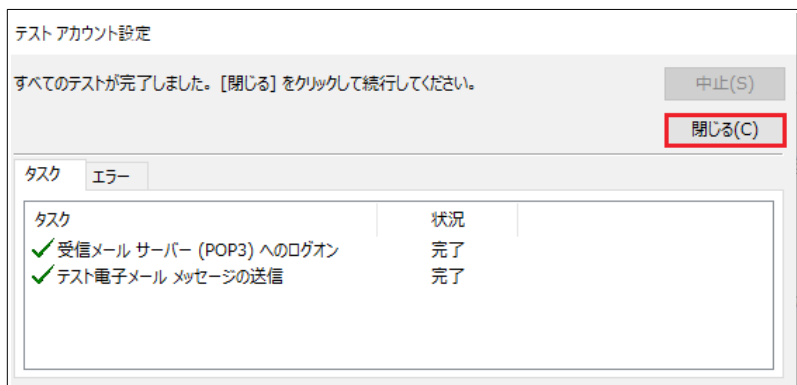 テスト アカウント設定
すべてのテストが完了しました。[閉じる] をクリックして続行してください。
中止(S)
閉じる(C)
タスク エラー
タスク 状況
受信メール サーバー (POP3) へのログオン 完了
テスト電子メール メッセージの送信 完了